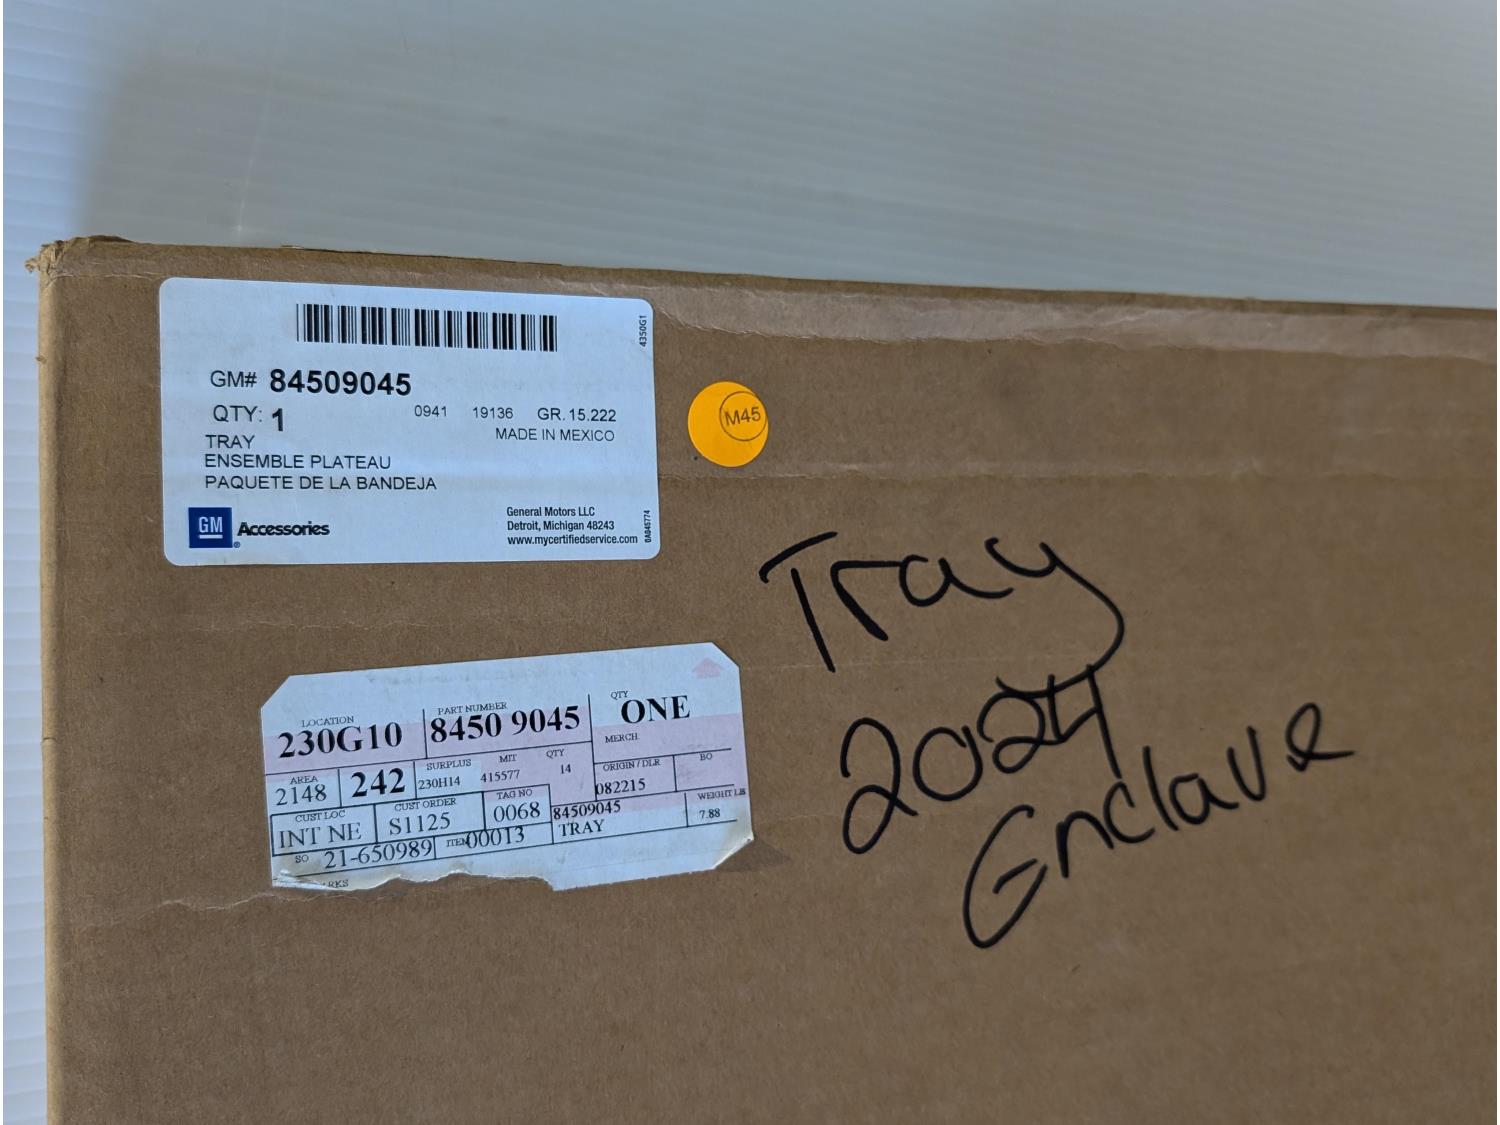 4350G1
GM# 84509045
QTY: 1 0941 19136 GR. 15.222
MADE IN MEXICO
TRAY
ENSEMBLE PLATEAU
PAQUETE DE LA BANDEJA
GM Accessories
General Motors LLC
Detroit, Michigan 48243
www.mycertifiedservice.com
0A046774
M45
Tray
2024
Enclave
LOCATION PART NUMBER QTY
230G10 8450 9045 ONE
MERCH
AREA SURPLUS MIT QTY ORIGIN / DLR BO
2148 242 230H14 415577 14 082215
CUST LOC CUST ORDER TAG NO WEIGHT LB
INT NE S1125 0068 84509045 7.88
SO 21-650989 ITEM 00013 TRAY
RKS